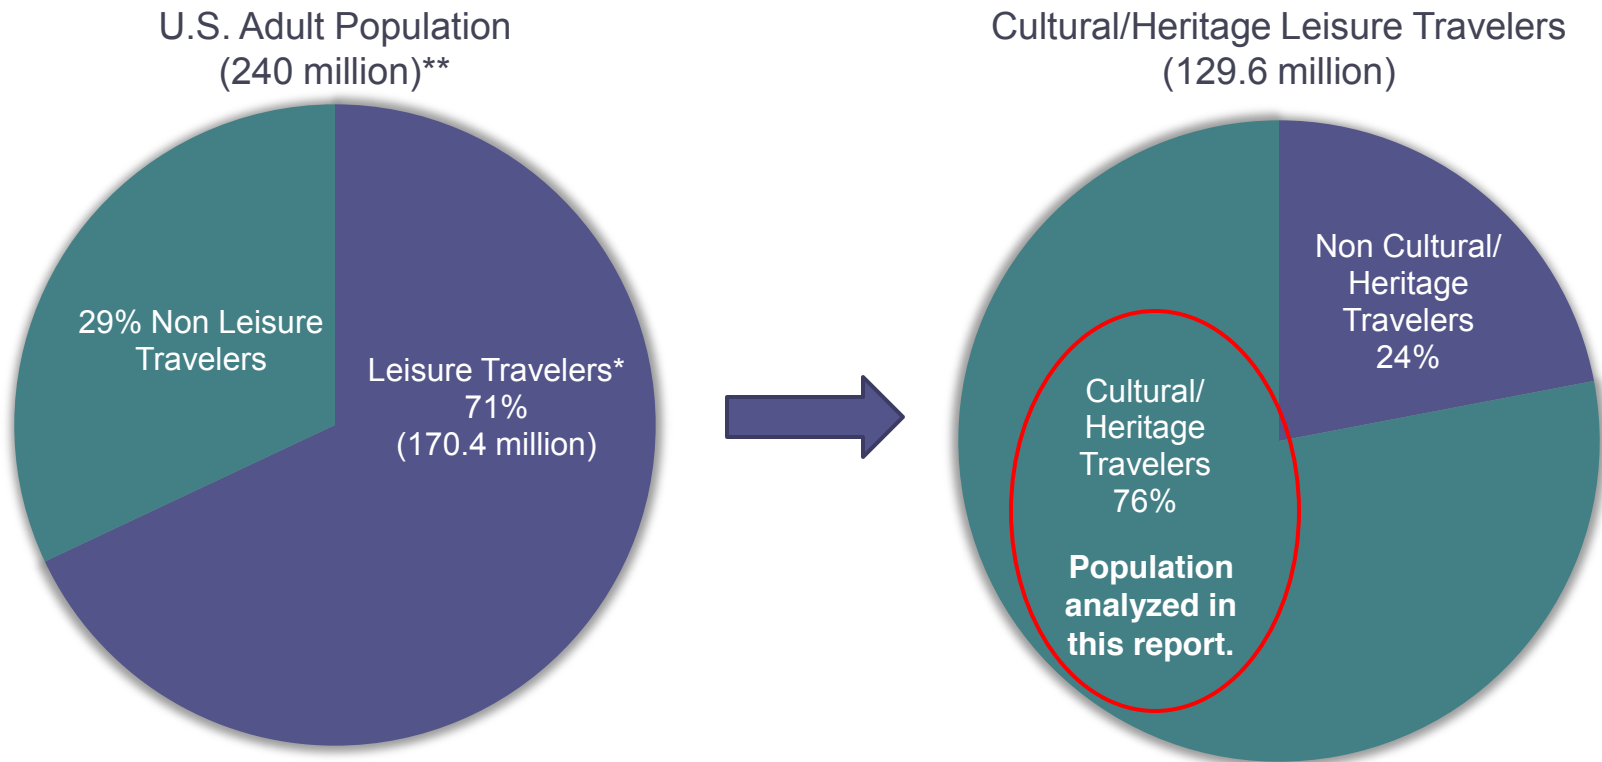 U.S. Adult Population
(240 million)**
29% Non Leisure
Travelers
Leisure Travelers*
71%
(170.4 million)
Cultural/Heritage Leisure Travelers
(129.6 million)
Non Cultural/
Heritage
Travelers
24%
Cultural/
Heritage
Travelers
76%
Population
analyzed in
this report.